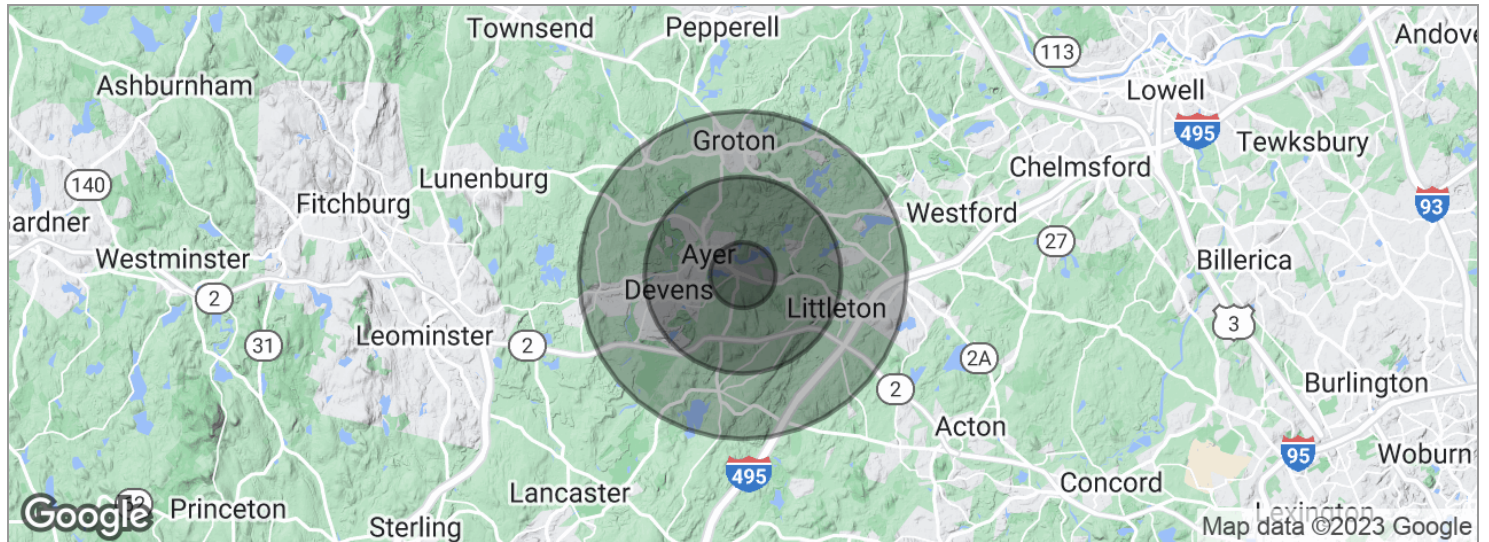 Townsend
Pepperell
Andove
113
Ashburnham
Lowell
495
Groton
Tewksbury
Chelmsford
140
Lunenburg
Fitchburg
Westford
93
ardner
27
Ayer
Westminster
Billerica
Devens
2
Littleton
3
Leominster
31
2
2A
Burlington
2
Acton
95
Woburn
495
Concord
Lancaster
Princeton
Google
Lexington
Sterling
Map data ©2023 Google